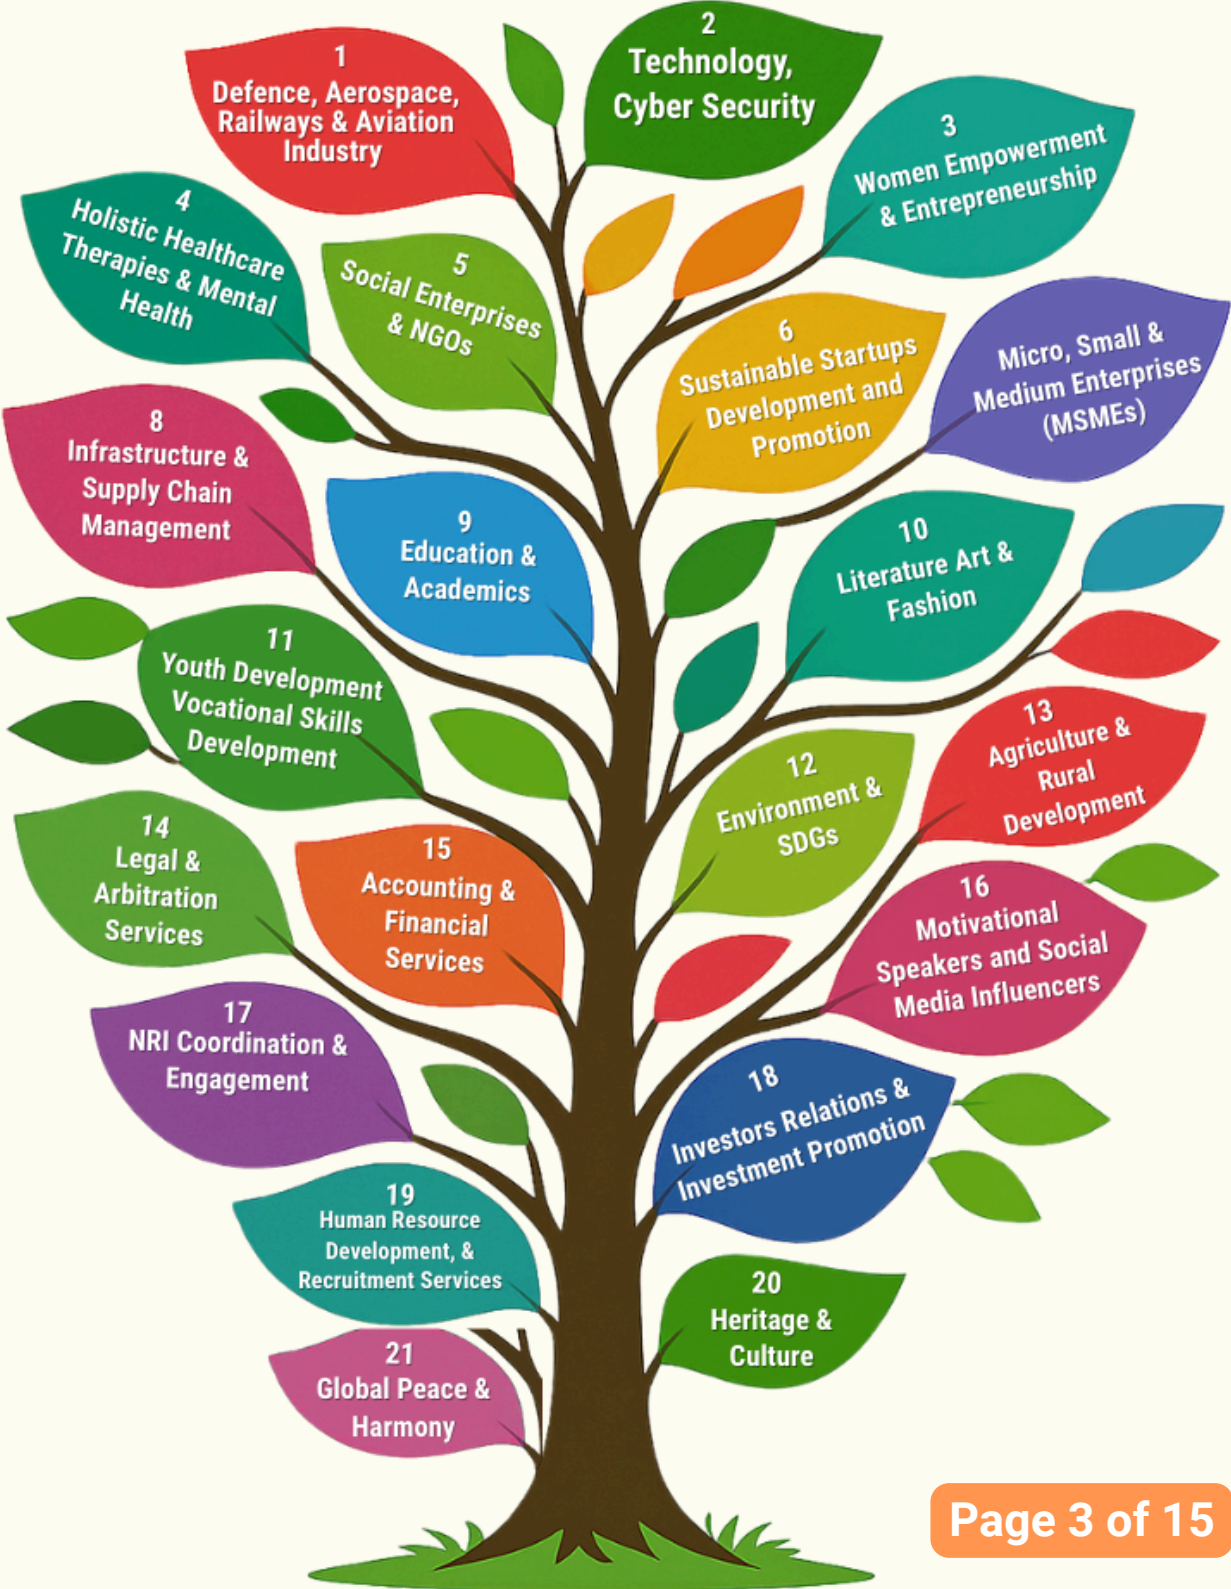 1
Defence, Aerospace,
Railways & Aviation
Industry
2
Technology,
Cyber Security
3
Women Empowerment
& Entrepreneurship
4
Holistic Healthcare
Therapies & Mental
Health
5
Social Enterprises
& NGOs
6
Sustainable Startups
Development and
Promotion
Micro, Small &
Medium Enterprises
(MSMEs)
8
Infrastructure &
Supply Chain
Management
9
Education &
Academics
10
Literature Art &
Fashion
11
Youth Development
Vocational Skills
Development
12
Environment &
SDGs
13
Agriculture &
Rural
Development
14
Legal &
Arbitration
Services
15
Accounting &
Financial
Services
16
Motivational
Speakers and Social
Media Influencers
17
NRI Coordination &
Engagement
18
Investors Relations &
Investment Promotion
19
Human Resource
Development, &
Recruitment Services
20
Heritage &
Culture
21
Global Peace &
Harmony
Page 3 of 15